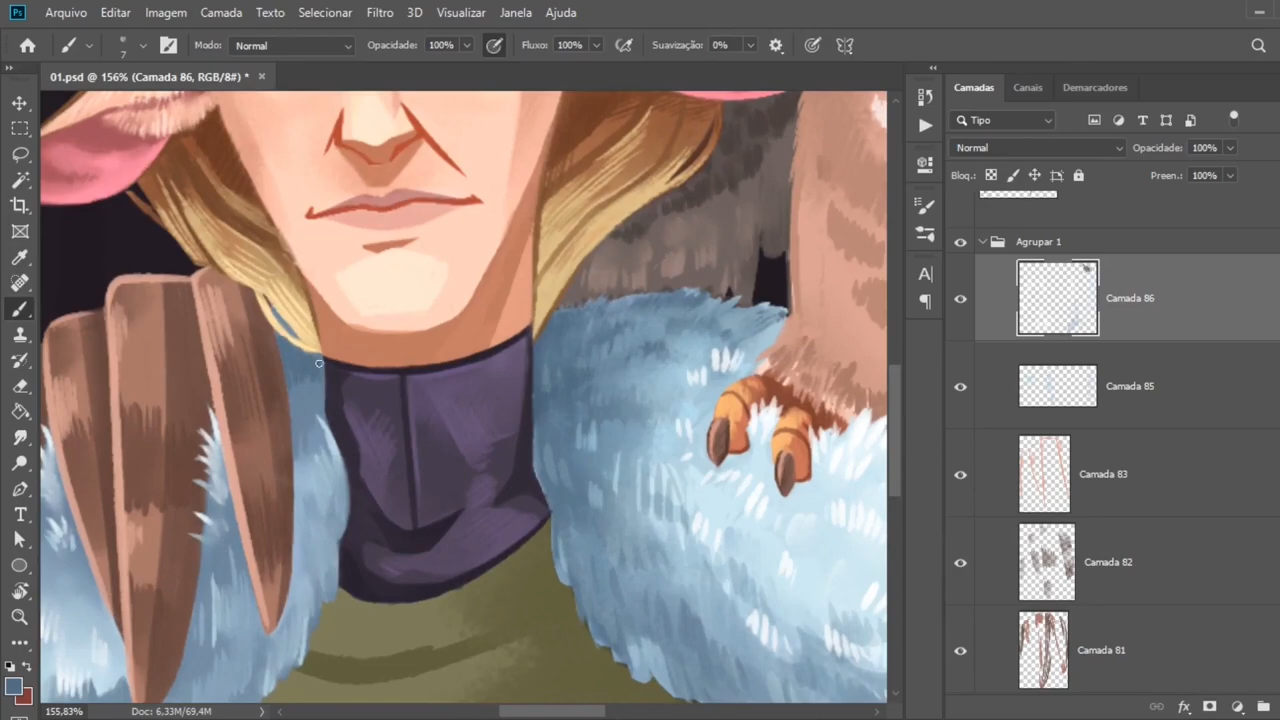 Ps Arquivo Editar Imagem Camada Texto Selecionar Filtro 3D Visualizar Janela Ajuda
7 Modo: Normal Opacidade: 100% Fluxo: 100% Suavização: 0%
01.psd @ 156% (Camada 86, RGB/8#) * ×
Camadas Canais Demarcadores
Tipo
Normal Opacidade: 100%
Bloq.: Preen.: 100%
Agrupar 1
Camada 86
Camada 85
Camada 83
Camada 82
Camada 81
155,83% Doc: 6,33M/69,4M